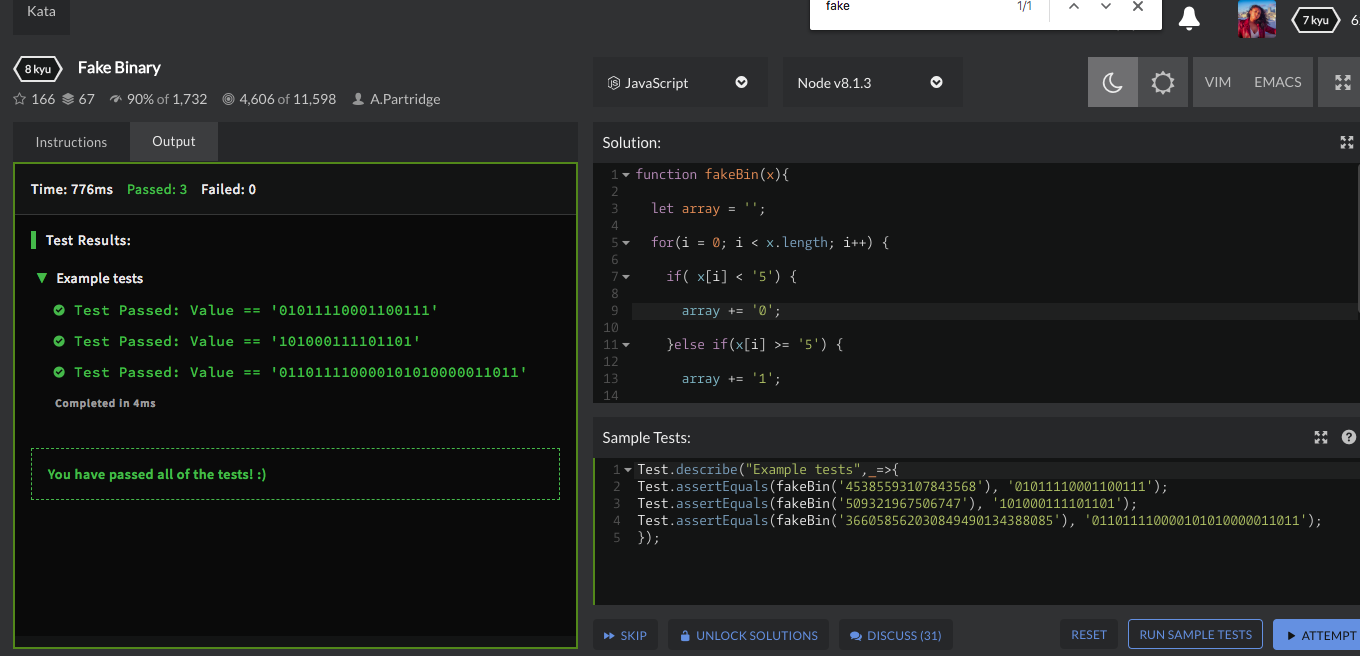 Kata
fake 1/1
7 kyu 6
8 kyu Fake Binary
166 67 90% of 1,732 4,606 of 11,598 A.Partridge
JavaScript Node v8.1.3 VIM EMACS
Instructions Output
Time: 776ms Passed: 3 Failed: 0
Test Results:
Example tests
Test Passed: Value == '01011110001100111'
Test Passed: Value == '101000111101101'
Test Passed: Value == '011011110000101010000011011'
Completed in 4ms
You have passed all of the tests! :)
Solution:
1 function fakeBin(x){
2
3 let array = '';
4
5 for(i = 0; i < x.length; i++) {
6
7 if( x[i] < '5') {
8
9 array += '0';
10
11 }else if(x[i] >= '5') {
12
13 array += '1';
14
Sample Tests:
1 Test.describe("Example tests",_=>{
2 Test.assertEquals(fakeBin('45385593107843568'), '01011110001100111');
3 Test.assertEquals(fakeBin('509321967506747'), '101000111101101');
4 Test.assertEquals(fakeBin('366058562030849490134388085'), '011011110000101010000011011');
5 });
SKIP UNLOCK SOLUTIONS DISCUSS (31) RESET RUN SAMPLE TESTS ATTEMPT